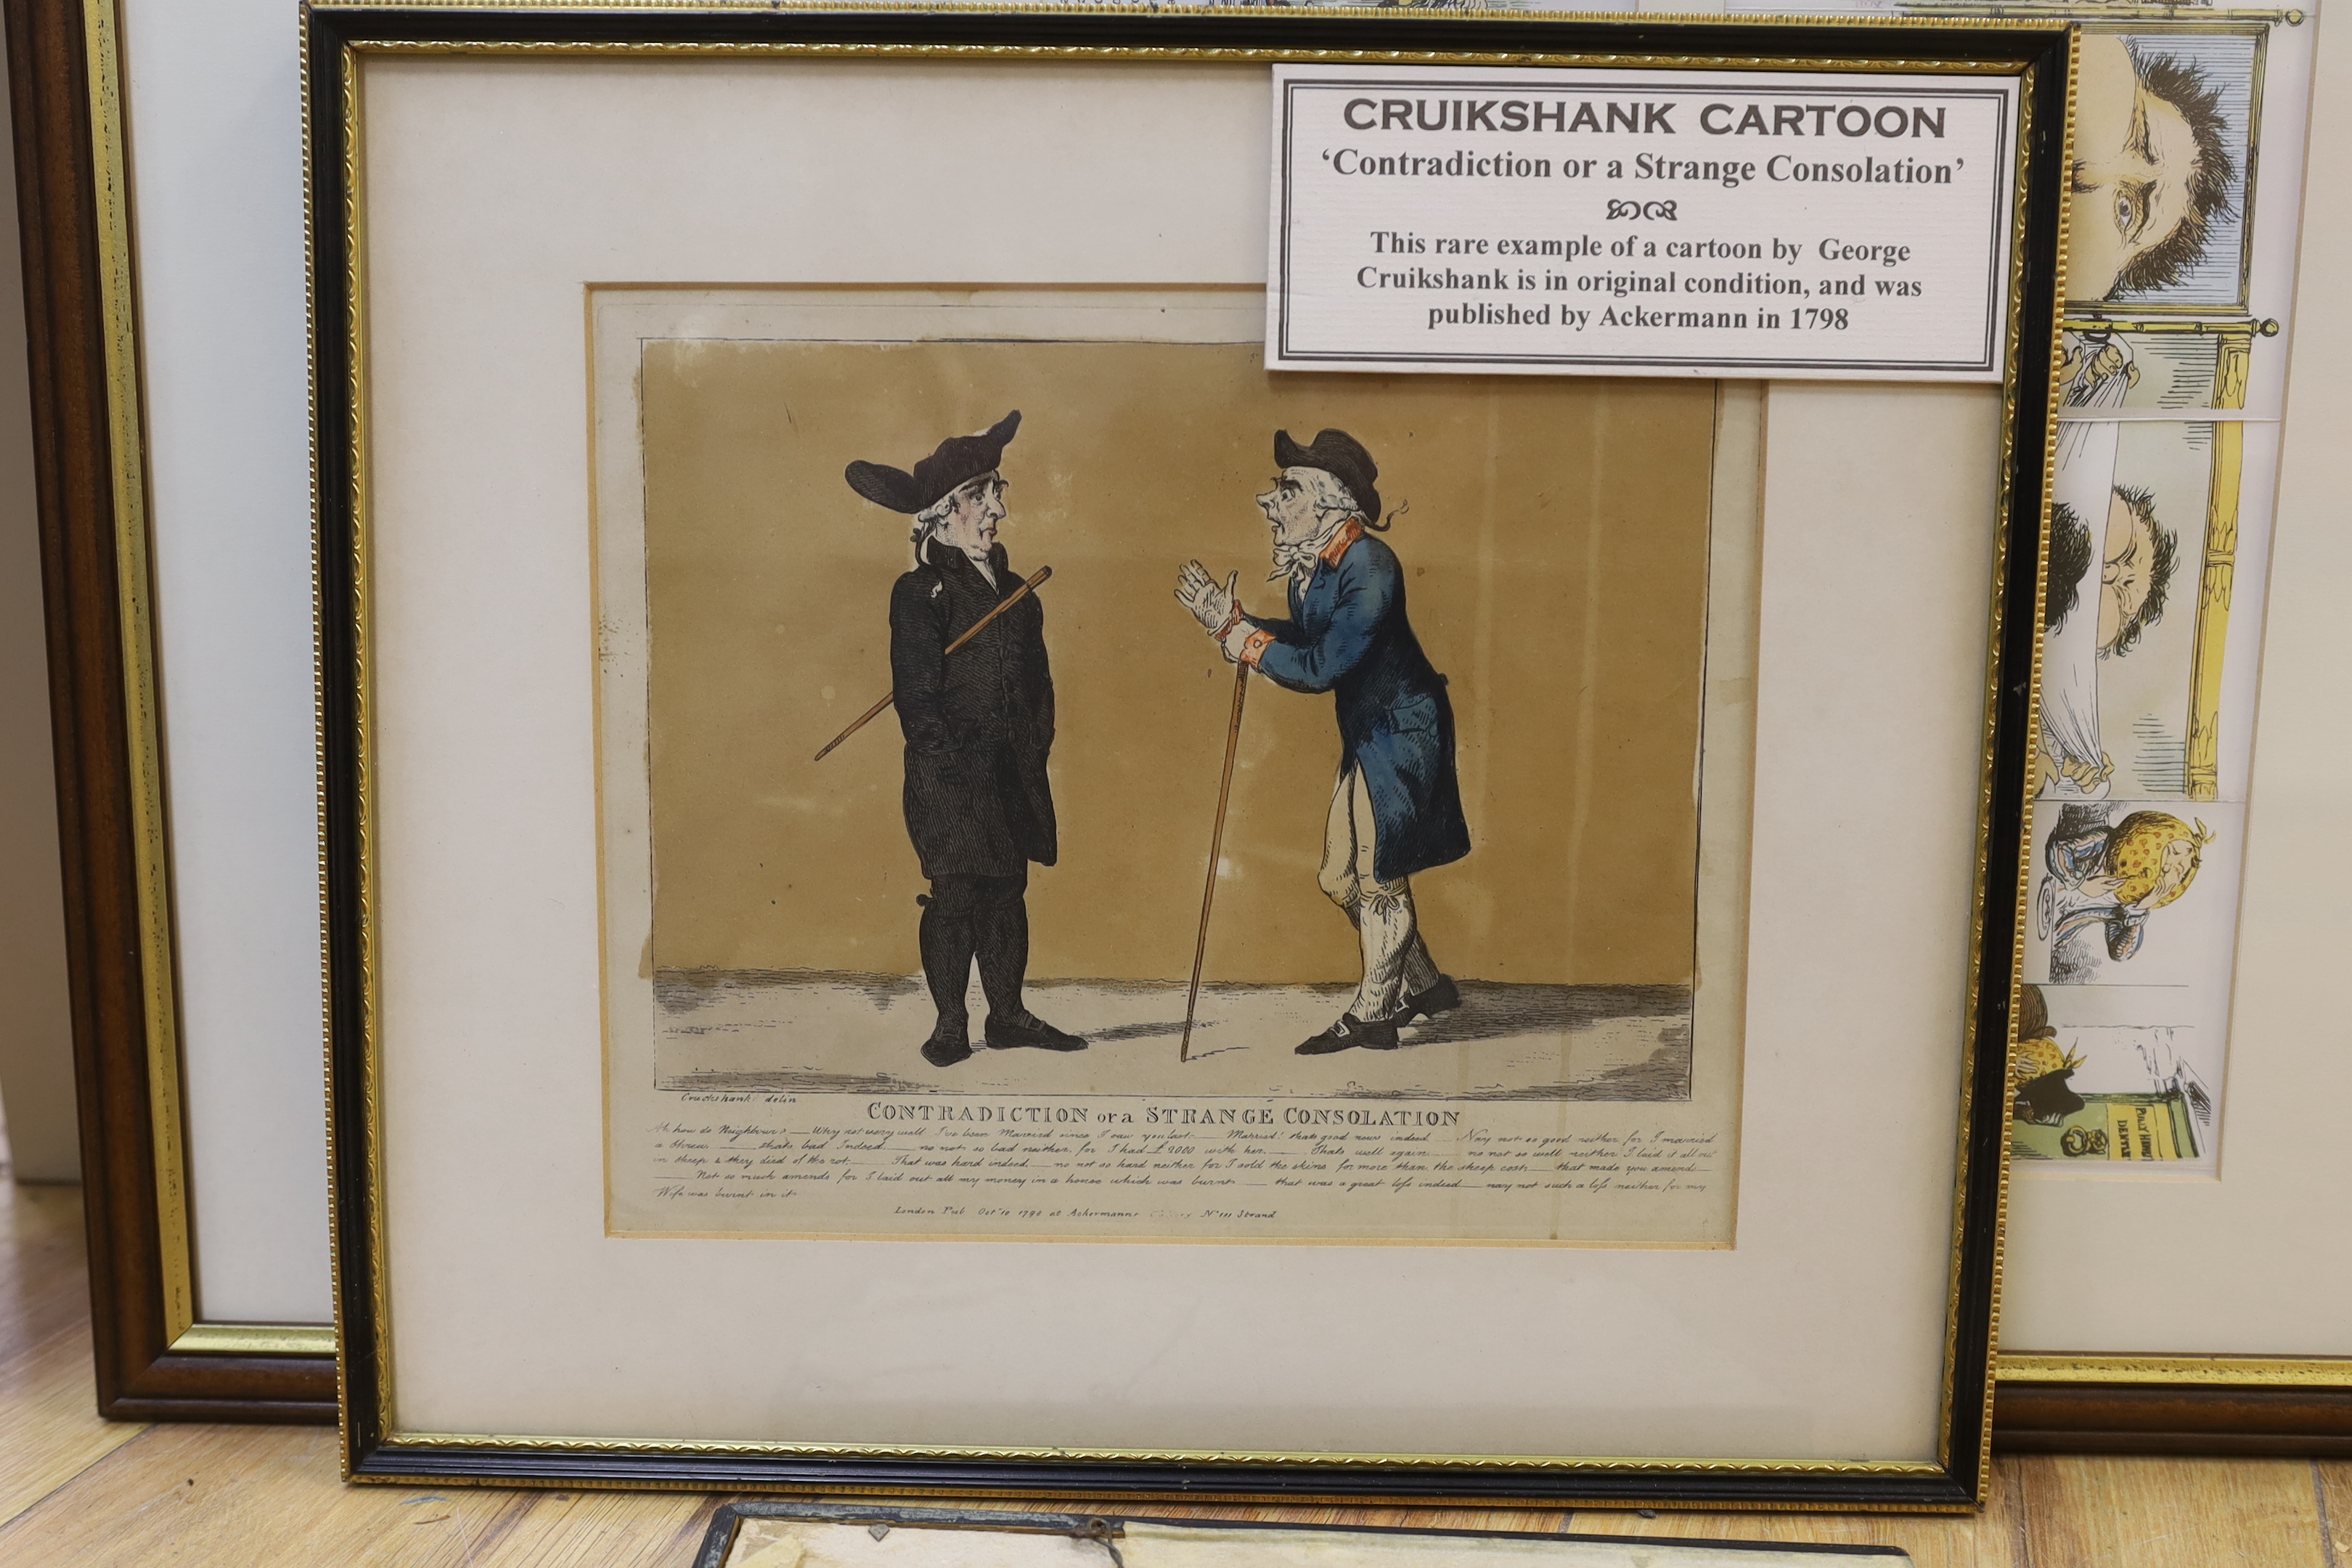 CRUIKSHANK CARTOON
‘Contradiction or a Strange Consolation’
This rare example of a cartoon by George
Cruikshank is in original condition, and was
published by Ackermann in 1798
Cruikshank delin
CONTRADICTION or a STRANGE CONSOLATION
Ah how do Neighbour — Why not very well I've been Married since I saw you last — Married! thats good news indeed — Nay not so good neither for I married
a Shrew — thats bad Indeed — no not so bad neither, for I had £2000 with her. — Thats well again — no not so well neither I laid it all out
in sheep & they died of the rot. — That was hard indeed — no not so hard neither for I sold the skins for more than the sheep cost — that made you amends —
— Not so much amends for I laid out all my money in a house which was burnt — that was a great loſs indeed — nay not such a loſs neither for my
Wife was burnt in it
London Pub Oct 10 1798 at Ackermanns Nº 101 Strand